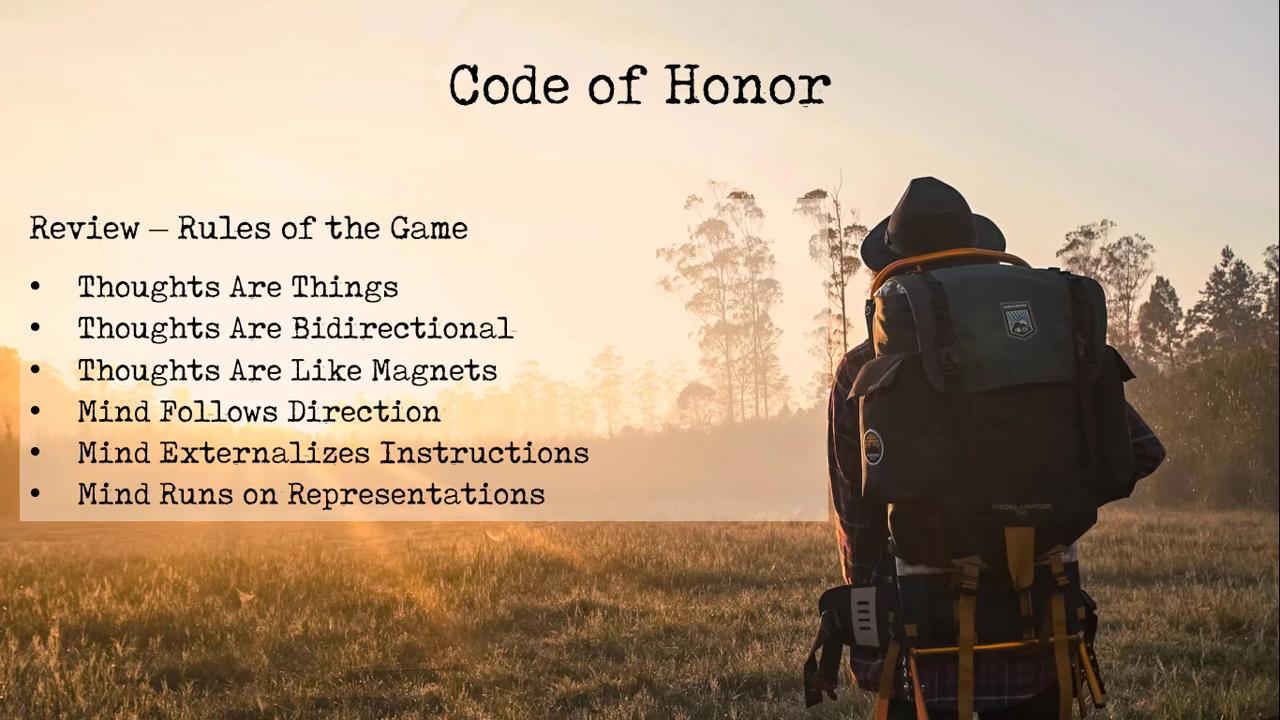 Code of Honor
Review – Rules of the Game
• Thoughts Are Things
• Thoughts Are Bidirectional
• Thoughts Are Like Magnets
• Mind Follows Direction
• Mind Externalizes Instructions
• Mind Runs on Representations